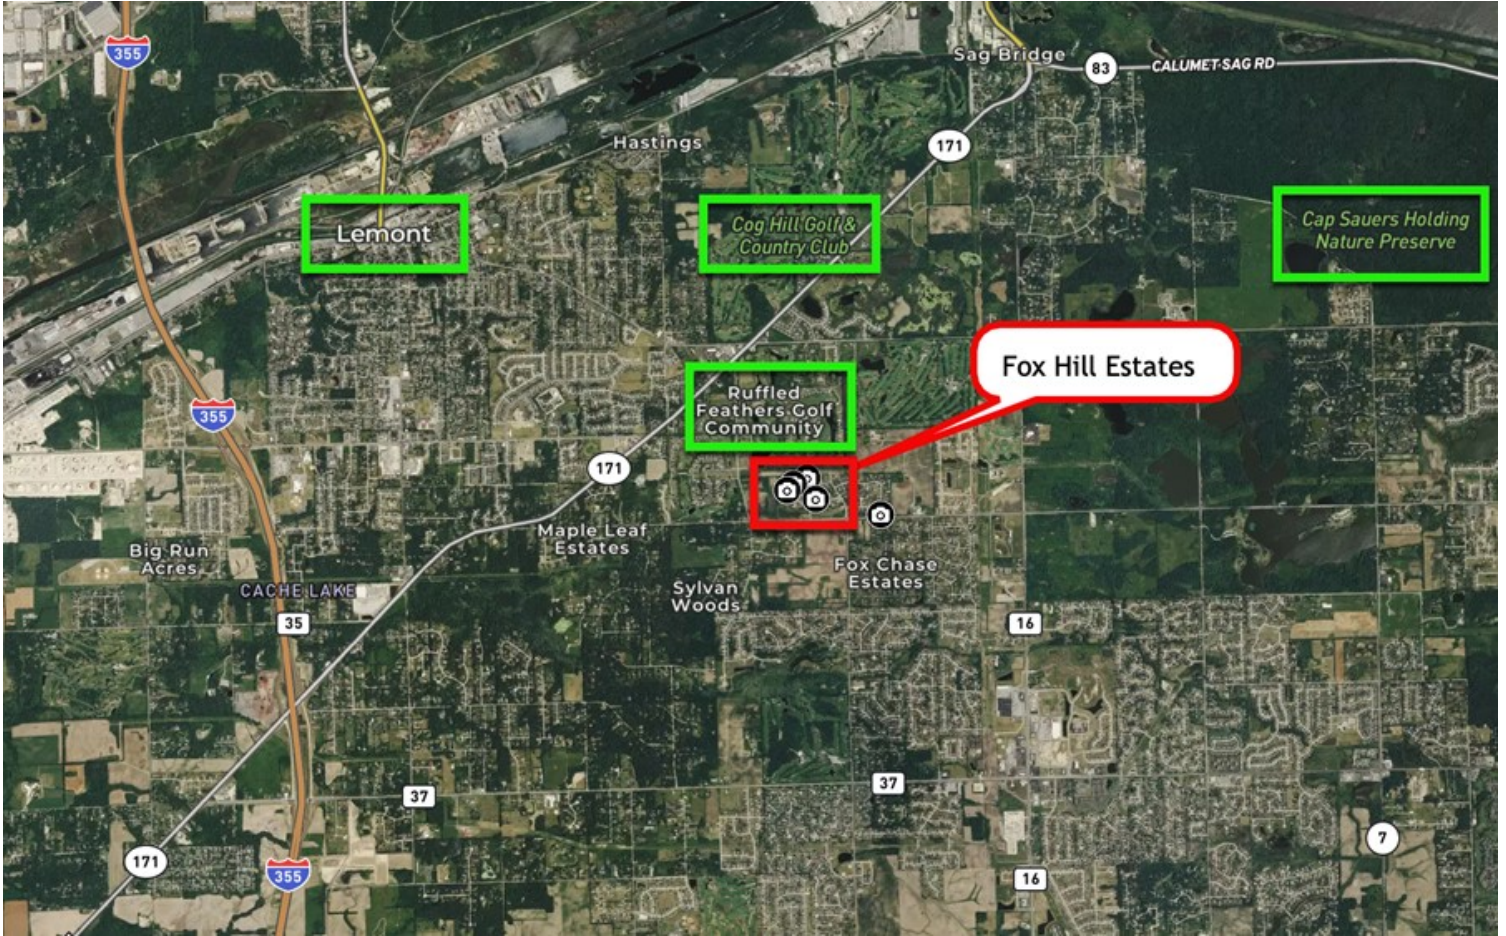 355
Sag Bridge
83
CALUMET-SAG RD
Hastings
171
Lemont
Cog Hill Golf &
Country Club
Cap Sauers Holding
Nature Preserve
Fox Hill Estates
355
Ruffled
Feathers Golf
Community
171
Maple Leaf
Estates
Big Run
Acres
CACHE LAKE
Fox Chase
Estates
Sylvan
Woods
35
16
37
37
7
171
355
16